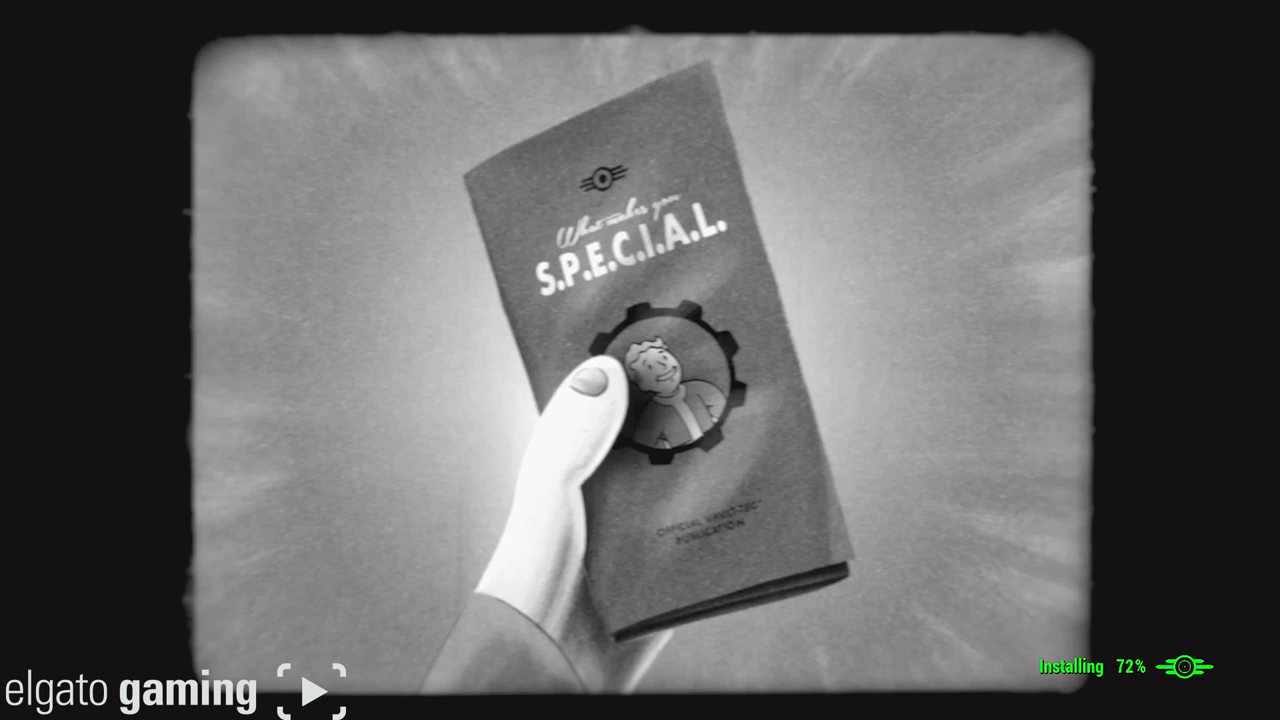 What makes you
S.P.E.C.I.A.L.
OFFICIAL VAULT-TEC
PUBLICATION
Installing 72%
elgato gaming